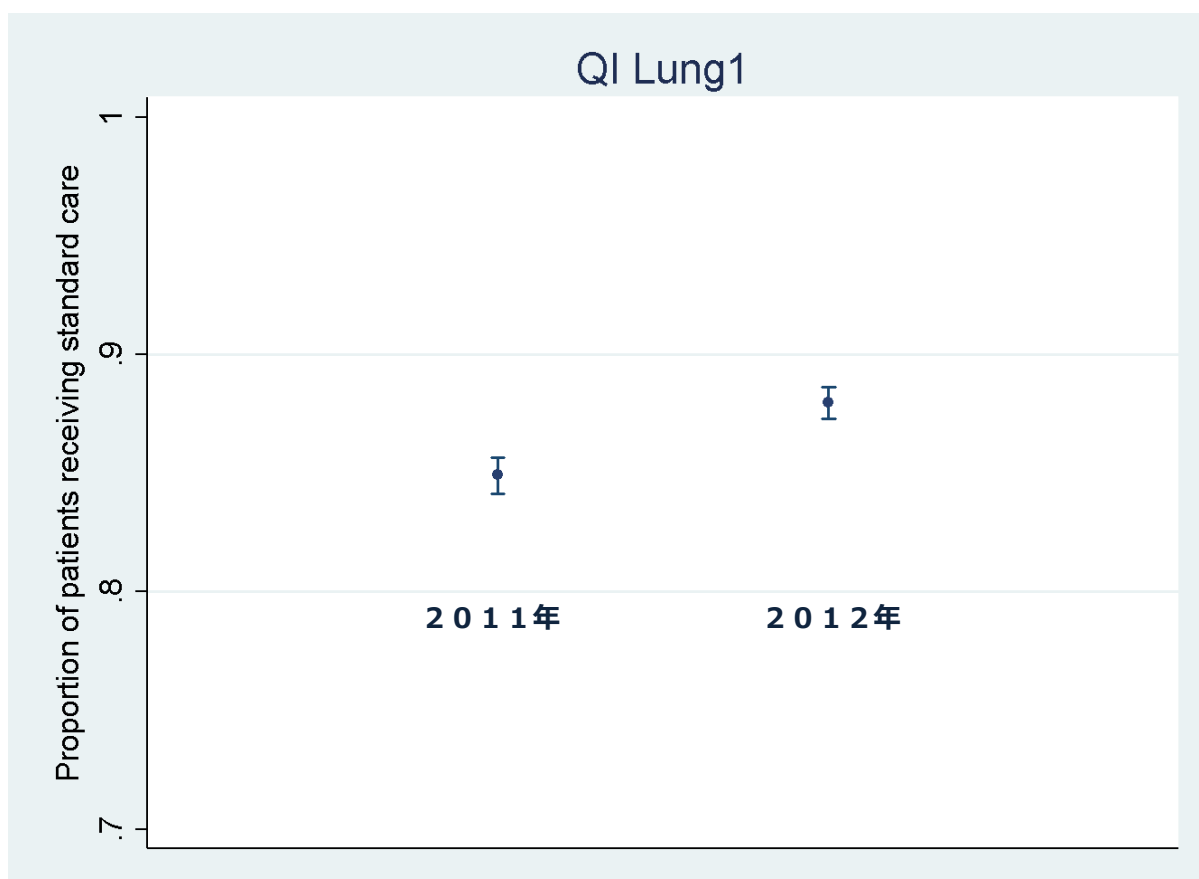 QI Lung1
Proportion of patients receiving standard care
1
.9
.8
.7
２０１１年
２０１２年